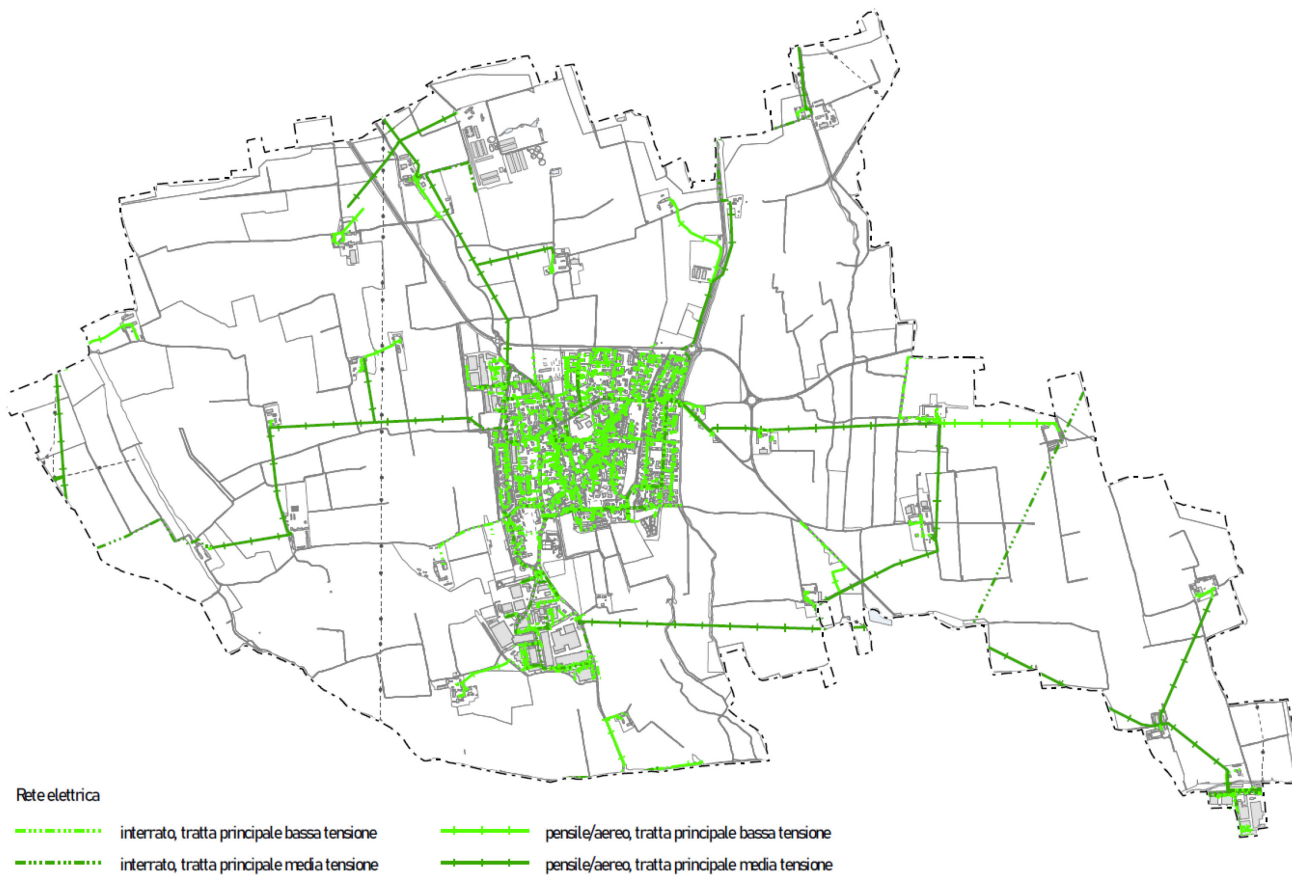 Rete elettrica
interrato, tratta principale bassa tensione
pensile/aereo, tratta principale bassa tensione
interrato, tratta principale media tensione
pensile/aereo, tratta principale media tensione